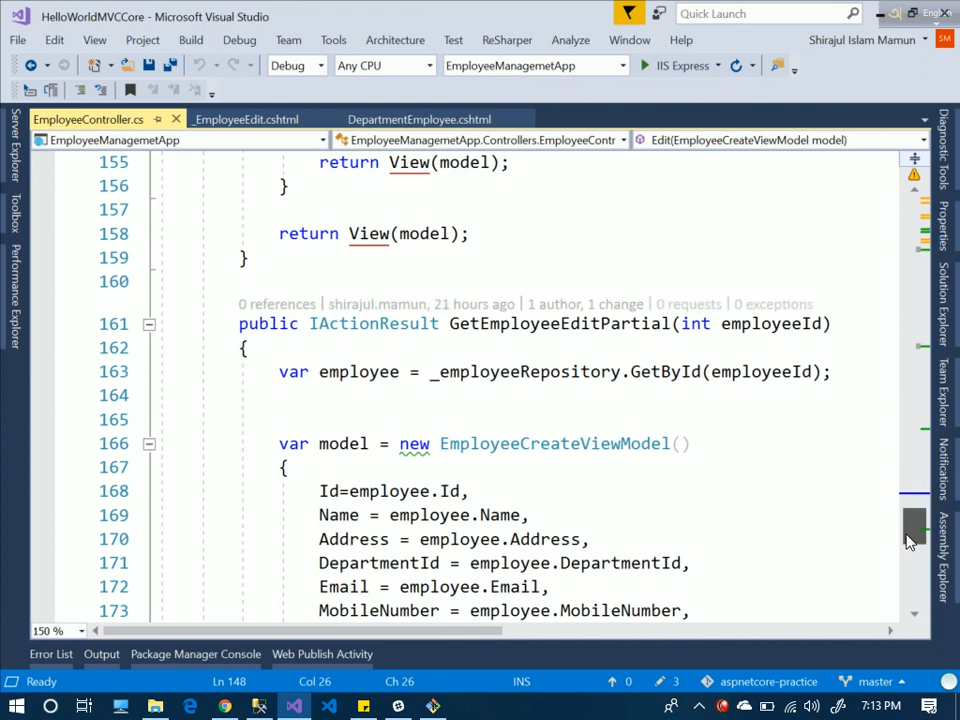 HelloWorldMVCCore - Microsoft Visual Studio
Quick Launch
File Edit View Project Build Debug Team Tools Architecture Test ReSharper Analyze Window Help Shirajul Islam Mamun SM
Debug Any CPU EmployeeManagemetApp IIS Express
EmployeeController.cs _EmployeeEdit.cshtml DepartmentEmployee.cshtml
EmployeeManagemetApp EmployeeManagemetApp.Controllers.EmployeeContr Edit(EmployeeCreateViewModel model)
155 return View(model);
156 }
157
158 return View(model);
159 }
160
0 references | shirajul.mamun, 21 hours ago | 1 author, 1 change | 0 requests | 0 exceptions
161 public IActionResult GetEmployeeEditPartial(int employeeId)
162 {
163 var employee = _employeeRepository.GetById(employeeId);
164
165
166 var model = new EmployeeCreateViewModel()
167 {
168 Id=employee.Id,
169 Name = employee.Name,
170 Address = employee.Address,
171 DepartmentId = employee.DepartmentId,
172 Email = employee.Email,
173 MobileNumber = employee.MobileNumber,
150 %
Server Explorer
Toolbox
Performance Explorer
Diagnostic Tools
Properties
Solution Explorer
Team Explorer
Notifications
Assembly Explorer
Error List Output Package Manager Console Web Publish Activity
Ready Ln 148 Col 26 Ch 26 INS 0 3 aspnetcore-practice master
7:13 PM